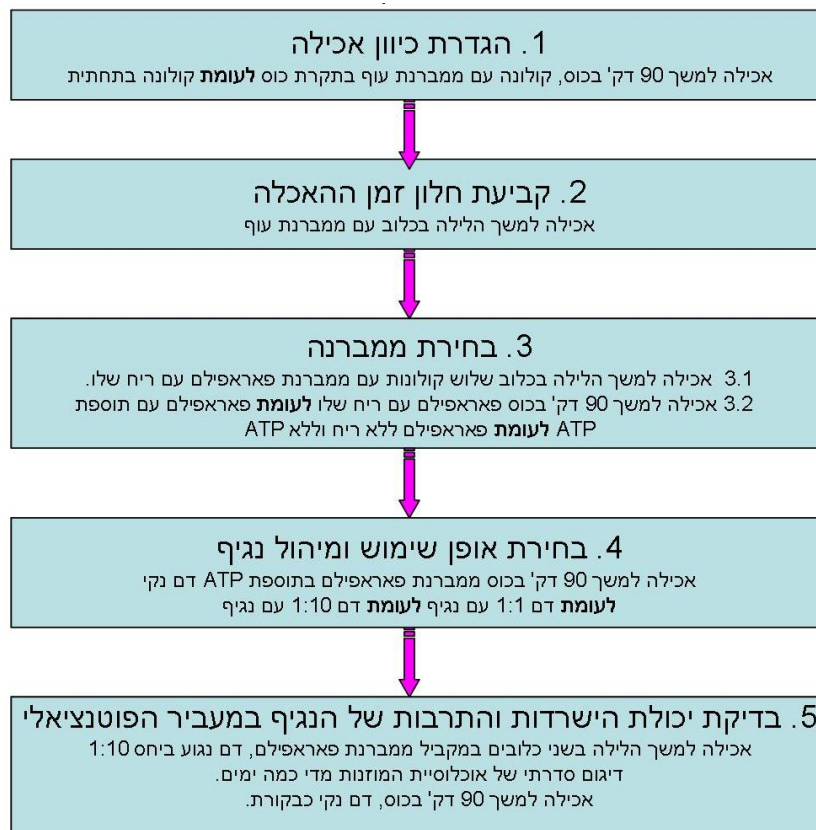 1. הגדרת כיוון אכילה
אכילה למשך 90 דק' בכוס, קולונה עם ממברנת עוף בתקרת כוס לעומת קולונה בתחתית
2. קביעת חלון זמן ההאכלה
אכילה למשך הלילה בכלוב עם ממברנת עוף
3. בחירת ממברנה
3.1 אכילה למשך הלילה בכלוב שלוש קולונות עם ממברנת פאראפילם עם ריח שלו.
3.2 אכילה למשך 90 דק' בכוס פאראפילם עם ריח שלו לעומת פאראפילם עם תוספת
ATP לעומת פאראפילם ללא ריח וללא ATP
4. בחירת אופן שימוש ומיהול נגיף
אכילה למשך 90 דק' בכוס ממברנת פאראפילם בתוספת ATP דם נקי
לעומת דם 1:1 עם נגיף לעומת דם 1:10 עם נגיף
5. בדיקת יכולת הישרדות והתרבות של הנגיף במעביר הפוטנציאלי
אכילה למשך הלילה בשני כלובים במקביל ממברנת פאראפילם, דם נגוע ביחס 1:10
דיגום סדרתי של אוכלוסיית המוזנות מדי כמה ימים.
אכילה למשך 90 דק' בכוס, דם נקי כבקורת.